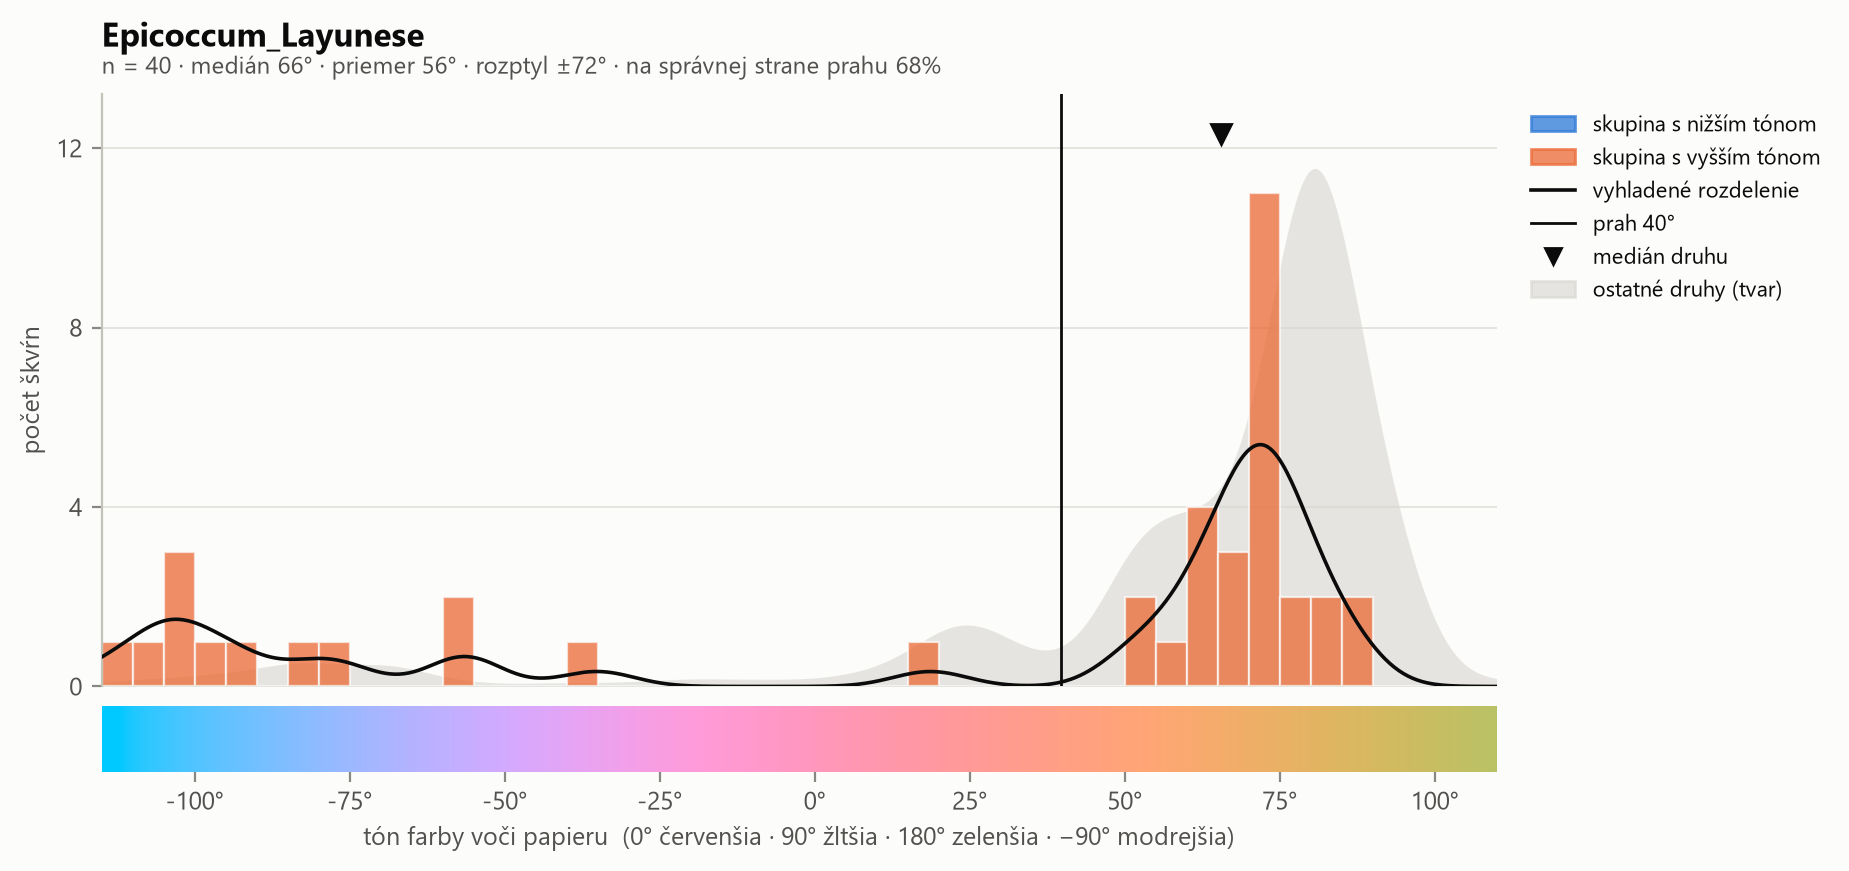 Epicoccum_Layunese
n = 40 · medián 66° · priemer 56° · rozptyl ±72° · na správnej strane prahu 68%
12
8
4
0
počet škvŕn
skupina s nižším tónom
skupina s vyšším tónom
vyhladené rozdelenie
prah 40°
medián druhu
ostatné druhy (tvar)
-100° -75° -50° -25° 0° 25° 50° 75° 100°
tón farby voči papieru (0° červenšia · 90° žltšia · 180° zelenšia · −90° modrejšia)